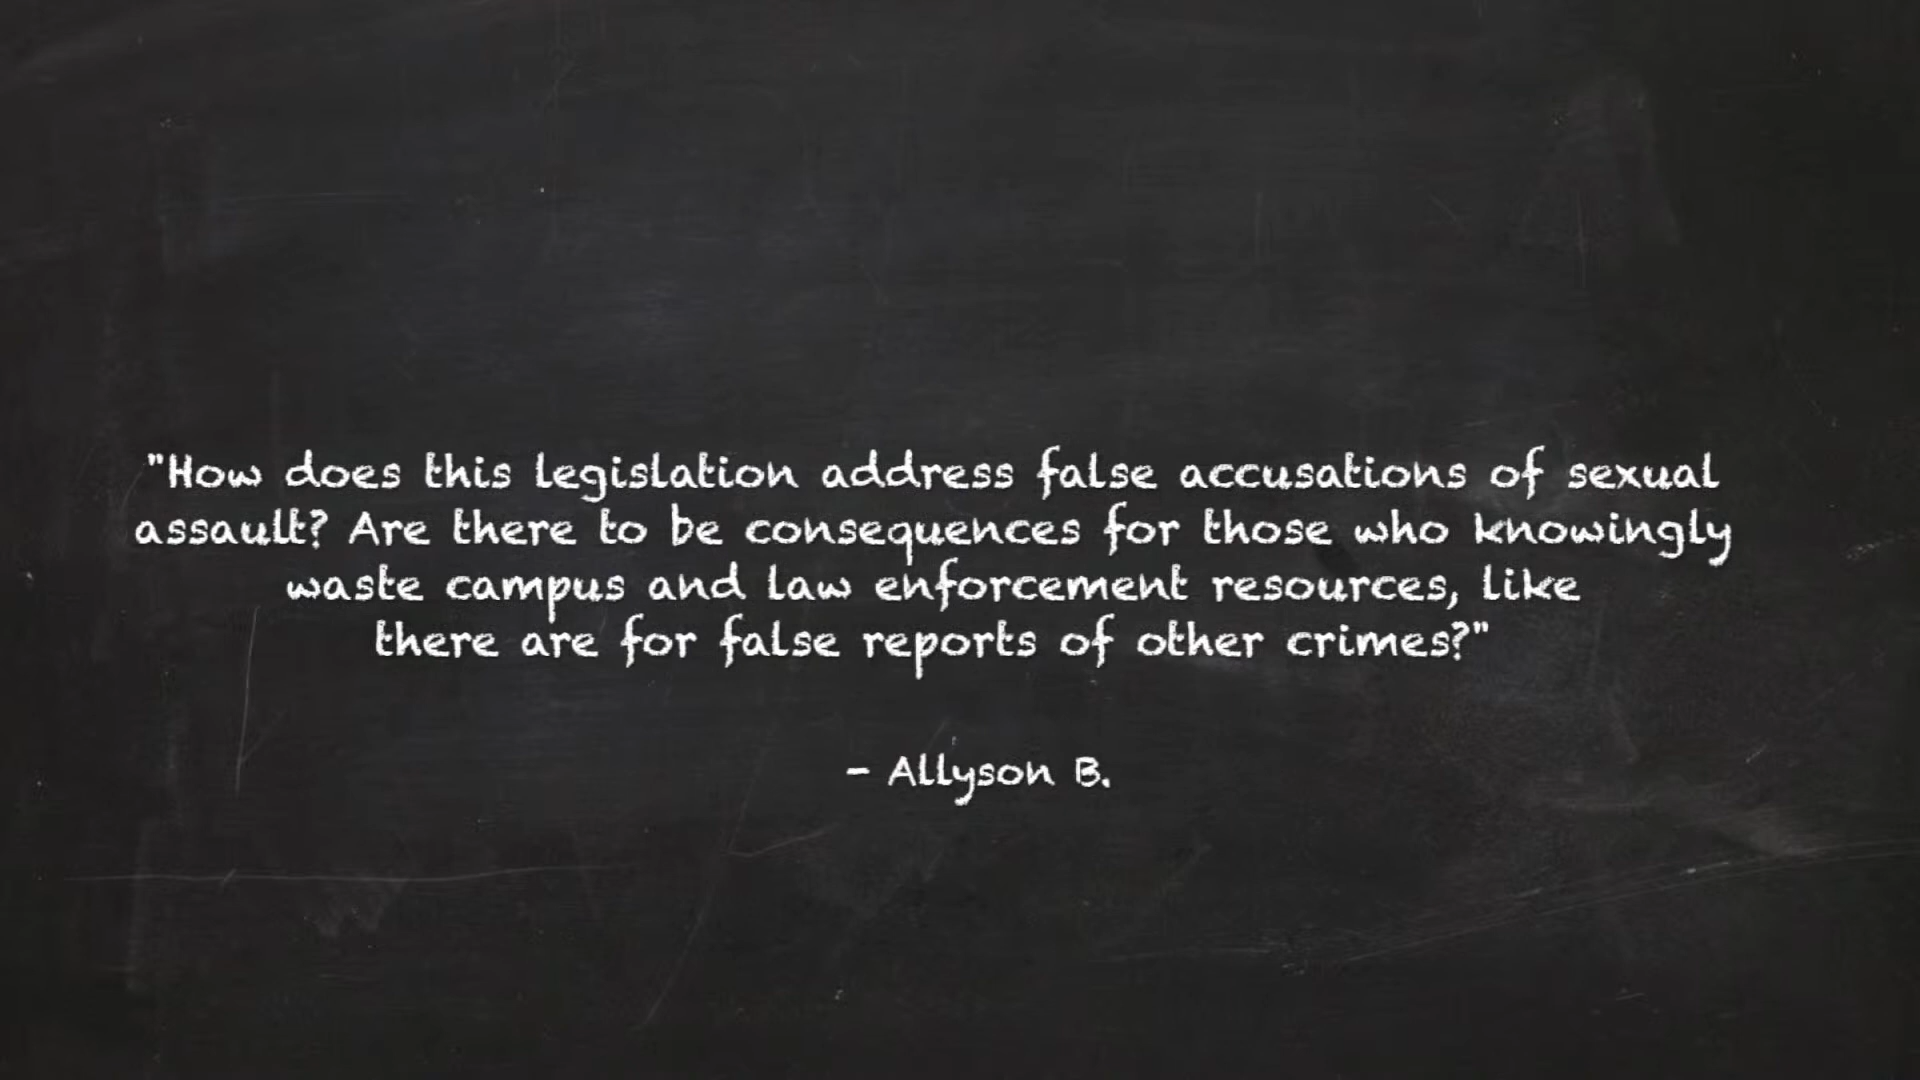 "How does this legislation address false accusations of sexual
assault? Are there to be consequences for those who knowingly
waste campus and law enforcement resources, like
there are for false reports of other crimes?"
- Allyson B.